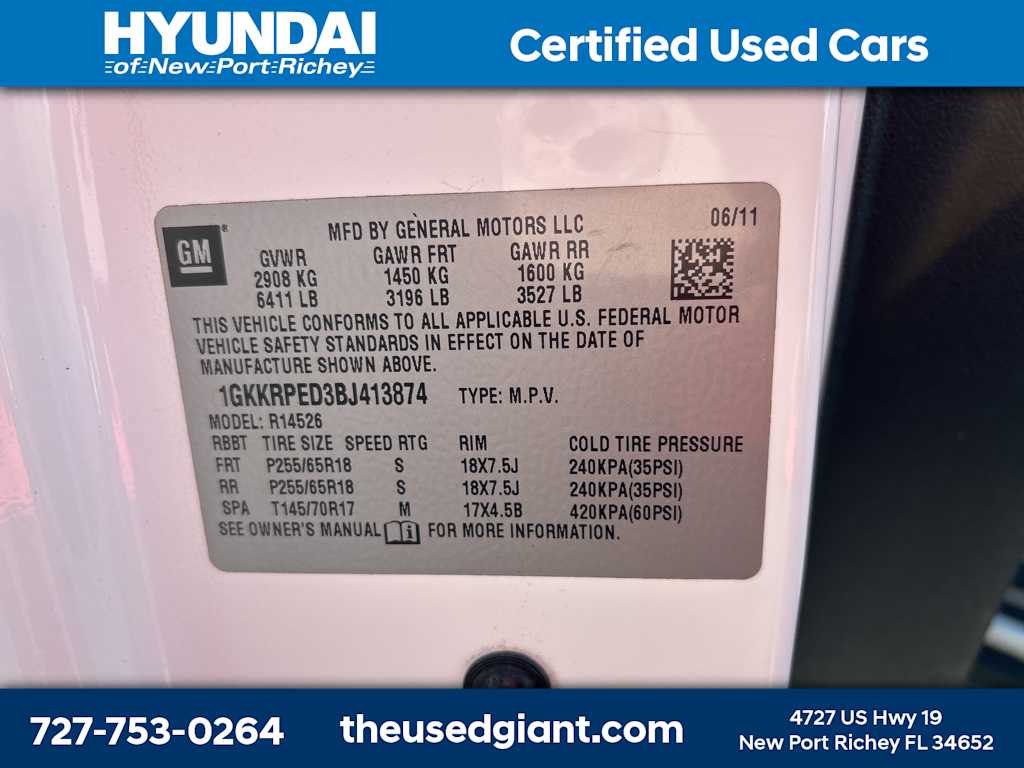 HYUNDAI
of New Port Richey
Certified Used Cars
GM
MFD BY GENERAL MOTORS LLC 06/11
GVWR GAWR FRT GAWR RR
2908 KG 1450 KG 1600 KG
6411 LB 3196 LB 3527 LB
THIS VEHICLE CONFORMS TO ALL APPLICABLE U.S. FEDERAL MOTOR
VEHICLE SAFETY STANDARDS IN EFFECT ON THE DATE OF
MANUFACTURE SHOWN ABOVE.
1GKKRPED3BJ413874 TYPE: M.P.V.
MODEL: R14526
RBBT TIRE SIZE SPEED RTG RIM COLD TIRE PRESSURE
FRT P255/65R18 S 18X7.5J 240KPA(35PSI)
RR P255/65R18 S 18X7.5J 240KPA(35PSI)
SPA T145/70R17 M 17X4.5B 420KPA(60PSI)
SEE OWNER'S MANUAL FOR MORE INFORMATION.
727-753-0264
theusedgiant.com
4727 US Hwy 19
New Port Richey FL 34652